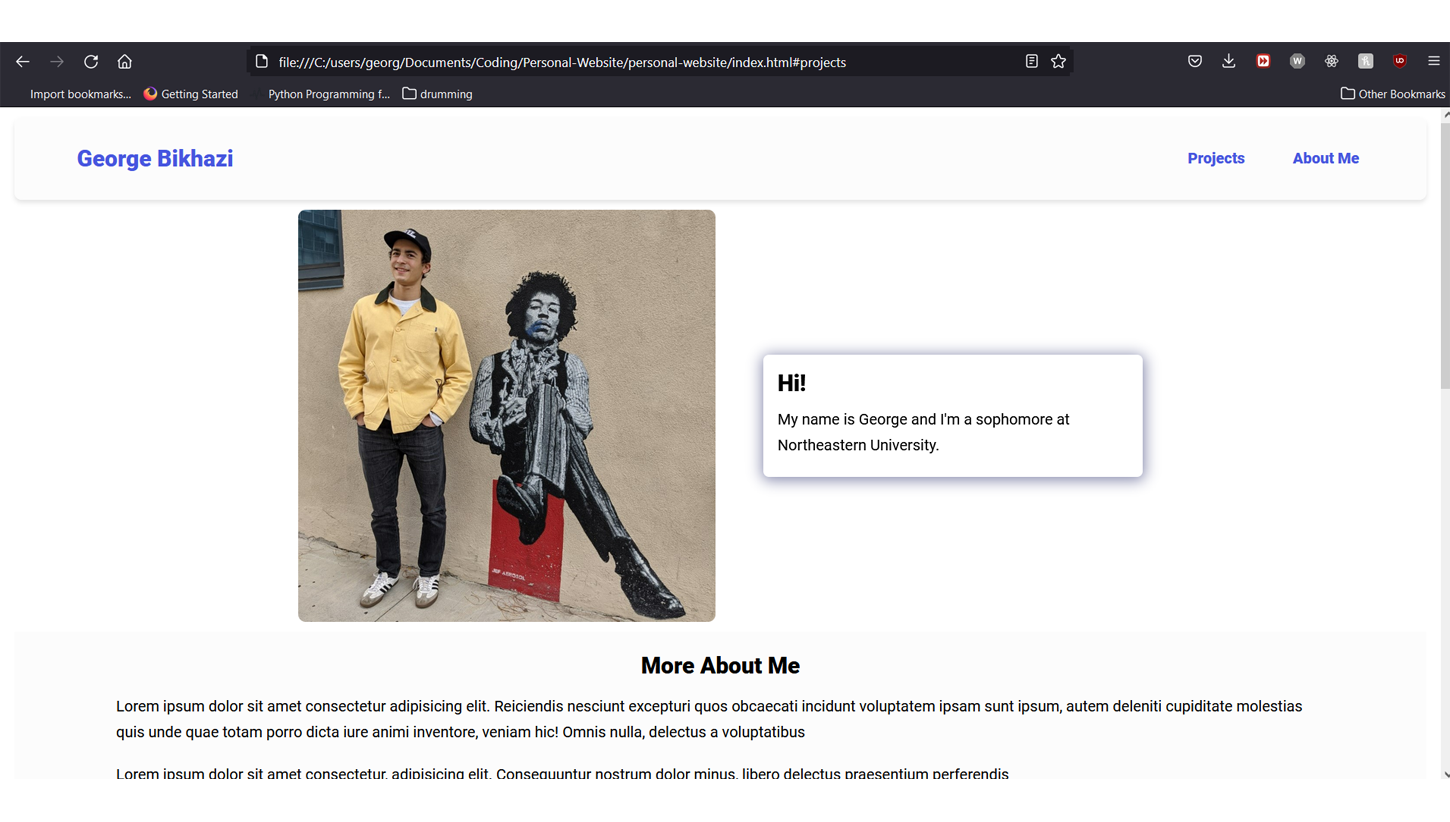 file:///C:/users/georg/Documents/Coding/Personal-Website/personal-website/index.html#projects
W
UD
Import bookmarks...
Getting Started
Python Programming f...
drumming
Other Bookmarks
George Bikhazi
Projects
About Me
Hi!
My name is George and I'm a sophomore at
Northeastern University.
AEROSOL
More About Me
Lorem ipsum dolor sit amet consectetur adipisicing elit. Reiciendis nesciunt excepturi quos obcaecati incidunt voluptatem ipsam sunt ipsum, autem deleniti cupiditate molestias
quis unde quae totam porro dicta iure animi inventore, veniam hic! Omnis nulla, delectus a voluptatibus
Lorem ipsum dolor sit amet consectetur, adipisicing elit. Consequuntur nostrum dolor minus, libero delectus praesentium perferendis